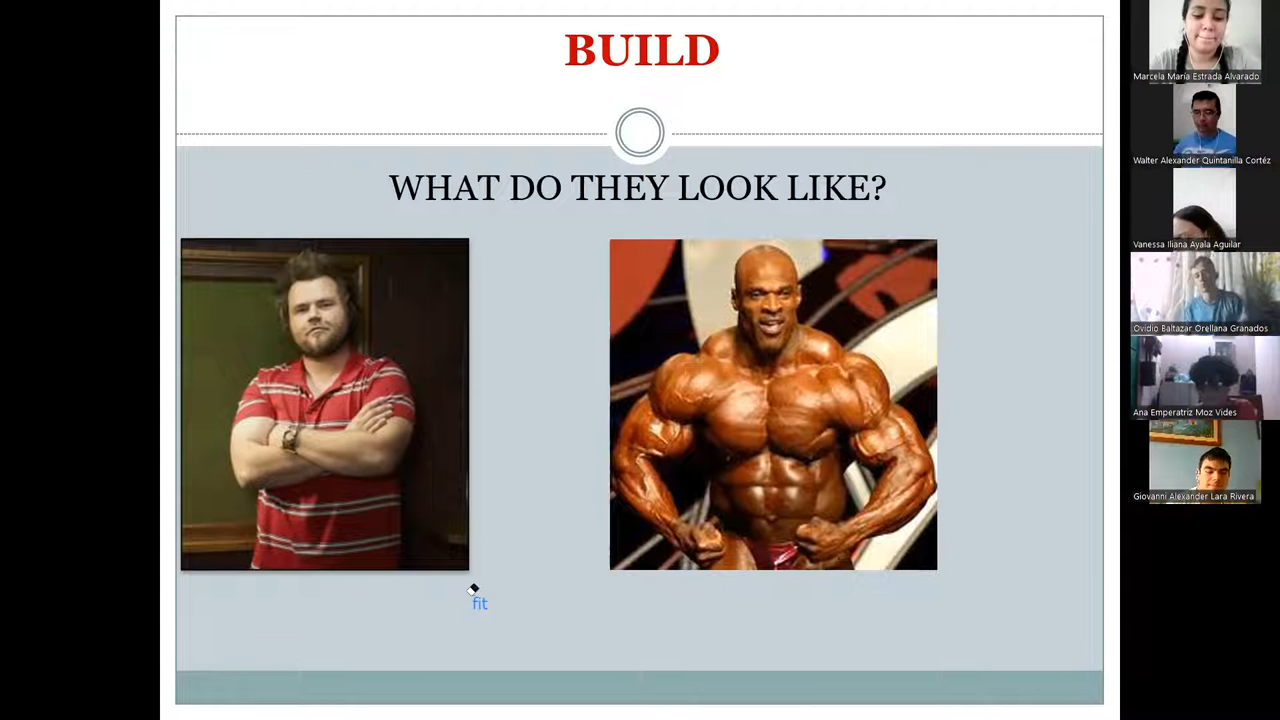 BUILD
WHAT DO THEY LOOK LIKE?
fit
Marcela María Estrada Alvarado
Walter Alexander Quintanilla Cortéz
Vanessa Iliana Ayala Aguilar
Ovidio Baltazar Orellana Granados
Ana Emperatriz Moz Vides
Giovanni Alexander Lara Rivera